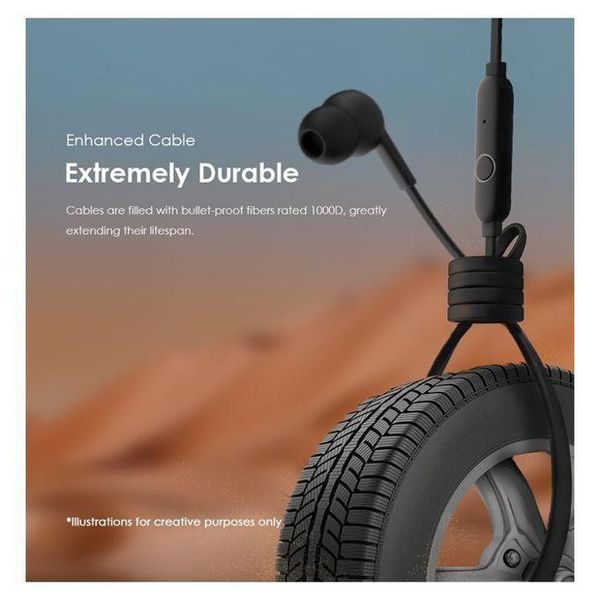 Enhanced Cable
Extremely Durable
Cables are filled with bullet-proof fibers rated 1000D, greatly
extending their lifespan.
*Illustrations for creative purposes only.